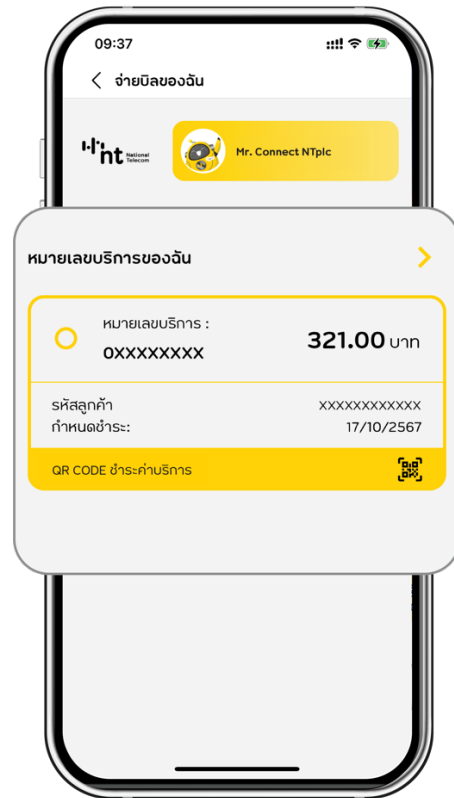 09:37
จ่ายบิลของฉัน
nt National Telecom
Mr. Connect NTplc
หมายเลขบริการของฉัน
หมายเลขบริการ :
0XXXXXXXX
321.00 บาท
รหัสลูกค้า XXXXXXXXXXXX
กำหนดชำระ: 17/10/2567
QR CODE ชำระค่าบริการ